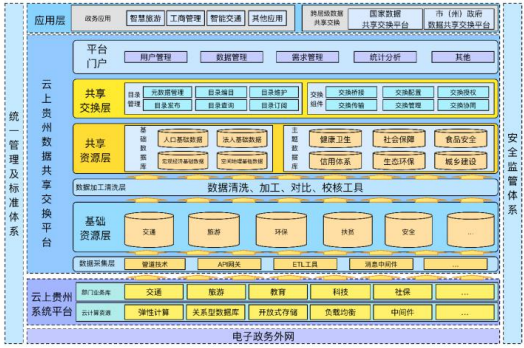 应用层
政务应用 智慧旅游 工商管理 智能交通 其他应用
跨层级数据共享交换 国家数据共享交换平台 市（州）政府数据共享交换平台
统一管理及标准体系
云上贵州数据共享交换平台
安全监管体系
平台门户 用户管理 数据管理 需求管理 统计分析 其他
共享交换层
目录管理 元数据管理 目录编目 目录维护
目录发布 目录查询 目录订阅
交换组件 交换桥接 交换配置 交换授权
交换传输 交换管理 交换协同
共享资源层
基础数据库 人口基础数据 法人基础数据
宏观经济基础数据 空间地理基础数据
主题数据库 健康卫生 社会保障 食品安全
信用体系 生态环保 城乡建设
数据加工清洗层 数据清洗、加工、对比、校核工具
基础资源层 交通 旅游 环保 扶贫 安全 ...
数据采集层 管道技术 API网关 ETL工具 消息中间件 ...
云上贵州系统平台
部门业务库 交通 旅游 教育 科技 社保 ...
云计算资源 弹性计算 关系型数据库 开放式存储 负载均衡 中间件 ...
电子政务外网